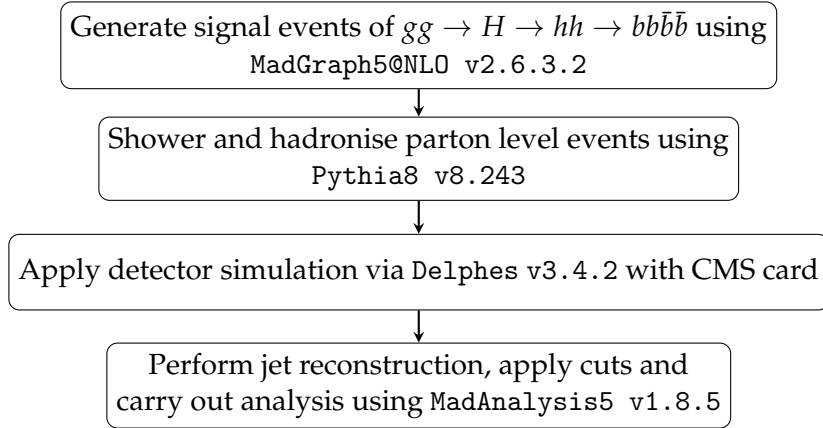 Generate signal events of gg → H → hh → bbb̄b̄ using
MadGraph5@NLO v2.6.3.2
Shower and hadronise parton level events using
Pythia8 v8.243
Apply detector simulation via Delphes v3.4.2 with CMS card
Perform jet reconstruction, apply cuts and
carry out analysis using MadAnalysis5 v1.8.5